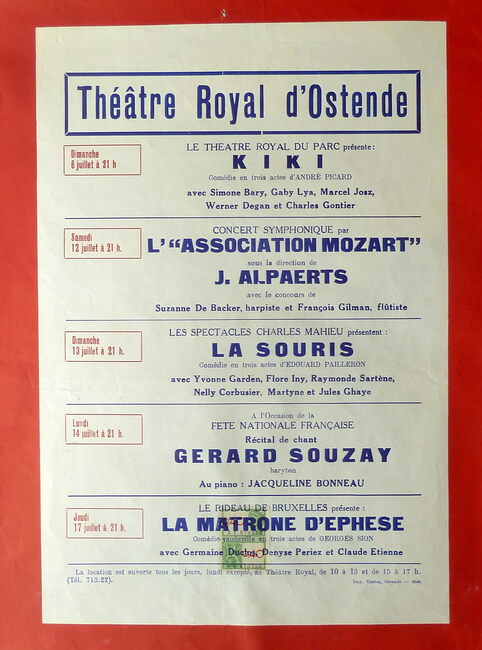 Théâtre Royal d'Ostende
Dimanche
6 juillet à 21 h
LE THEATRE ROYAL DU PARC présente :
KIKI
Comédie en trois actes d'ANDRE PICARD
avec Simone Bary, Gaby Lya, Marcel Josz,
Werner Degan et Charles Gontier
Samedi
12 juillet à 21 h.
CONCERT SYMPHONIQUE par
L'"ASSOCIATION MOZART"
sous la direction de
J. ALPAERTS
avec le concours de
Suzanne De Backer, harpiste et François Gilman, flûtiste
Dimanche
13 juillet à 21 h.
LES SPECTACLES CHARLES MAHIEU présentent :
LA SOURIS
Comédie en trois actes d'EDOUARD PAILLERON
avec Yvonne Garden, Flore Iny, Raymonde Sartène,
Nelly Corbusier, Martyne et Jules Ghaye
Lundi
14 juillet à 21 h.
A l'Occasion de la
FETE NATIONALE FRANÇAISE
Récital de chant
GERARD SOUZAY
baryton
Au piano : JACQUELINE BONNEAU
Jeudi
17 juillet à 21 h.
LE RIDEAU DE BRUXELLES présente :
LA MATRONE D'EPHESE
Comédie-vaudeville en trois actes de GEORGES SION
avec Germaine Duclos, Denyse Periez et Claude Etienne
La location est ouverte tous les jours, lundi excepté, au Théâtre Royal, de 10 à 13 et de 15 à 17 h.
(Tél. 713.22).
Imp. Unitas, Ostende